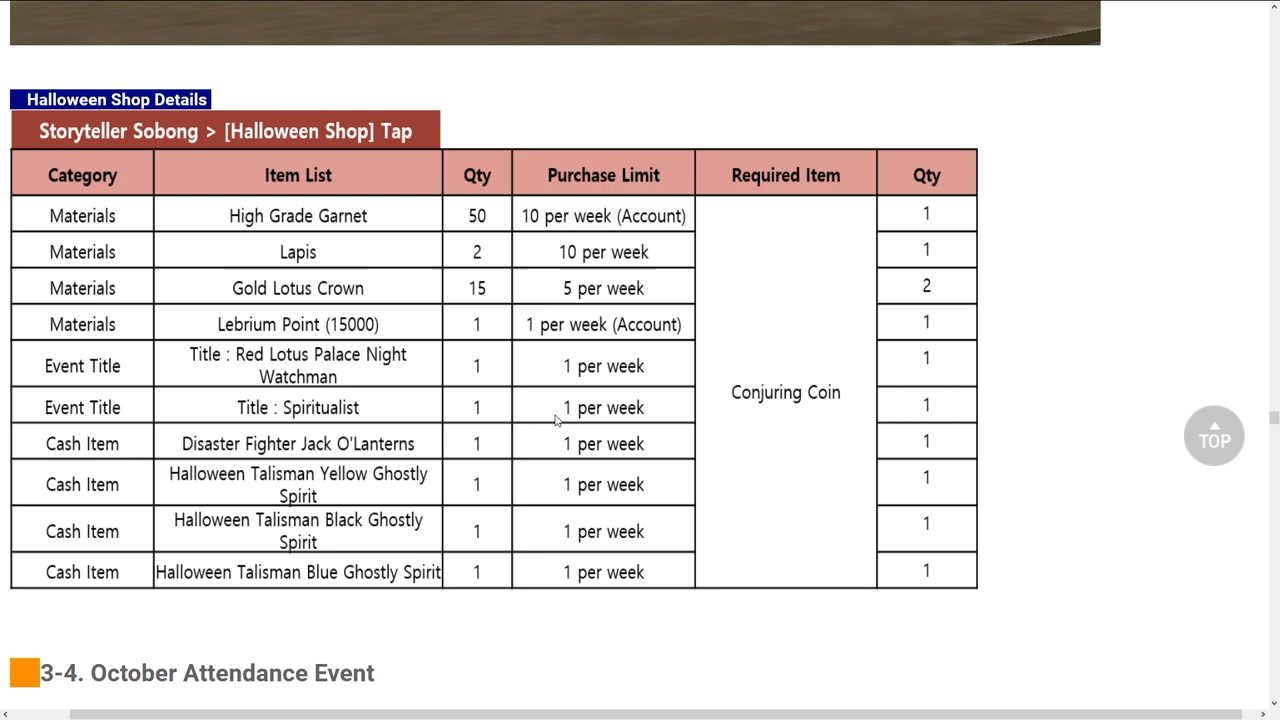 Halloween Shop Details
Storyteller Sobong > [Halloween Shop] Tap
Category Item List Qty Purchase Limit Required Item Qty
Materials High Grade Garnet 50 10 per week (Account) 1
Materials Lapis 2 10 per week 1
Materials Gold Lotus Crown 15 5 per week 2
Materials Lebrium Point (15000) 1 1 per week (Account) 1
Event Title Title : Red Lotus Palace Night
Watchman 1 1 per week 1
Conjuring Coin
Event Title Title : Spiritualist 1 1 per week 1
Cash Item Disaster Fighter Jack O'Lanterns 1 1 per week 1
Cash Item Halloween Talisman Yellow Ghostly
Spirit 1 1 per week 1
Cash Item Halloween Talisman Black Ghostly
Spirit 1 1 per week 1
Cash Item Halloween Talisman Blue Ghostly Spirit 1 1 per week 1
TOP
3-4. October Attendance Event